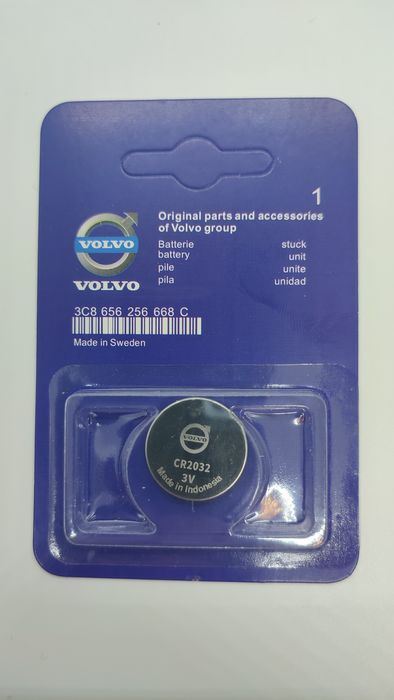 1
Original parts and accessories
of Volvo group
VOLVO
Batterie stuck
battery unit
pile unite
pila unidad
VOLVO
3C8 656 256 668 C
Made in Sweden
VOLVO
CR2032
3V
Made in Indonesia